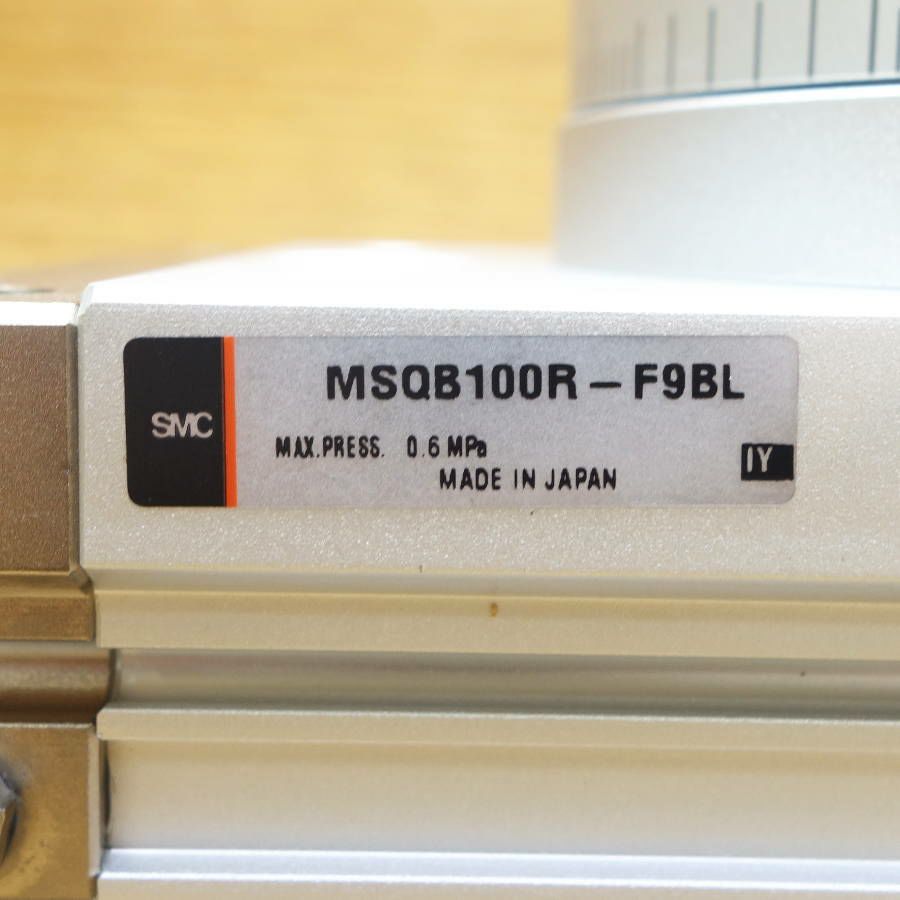 MSQB100R-F9BL
SMC
MAX.PRESS. 0.6 MPa
MADE IN JAPAN
IY